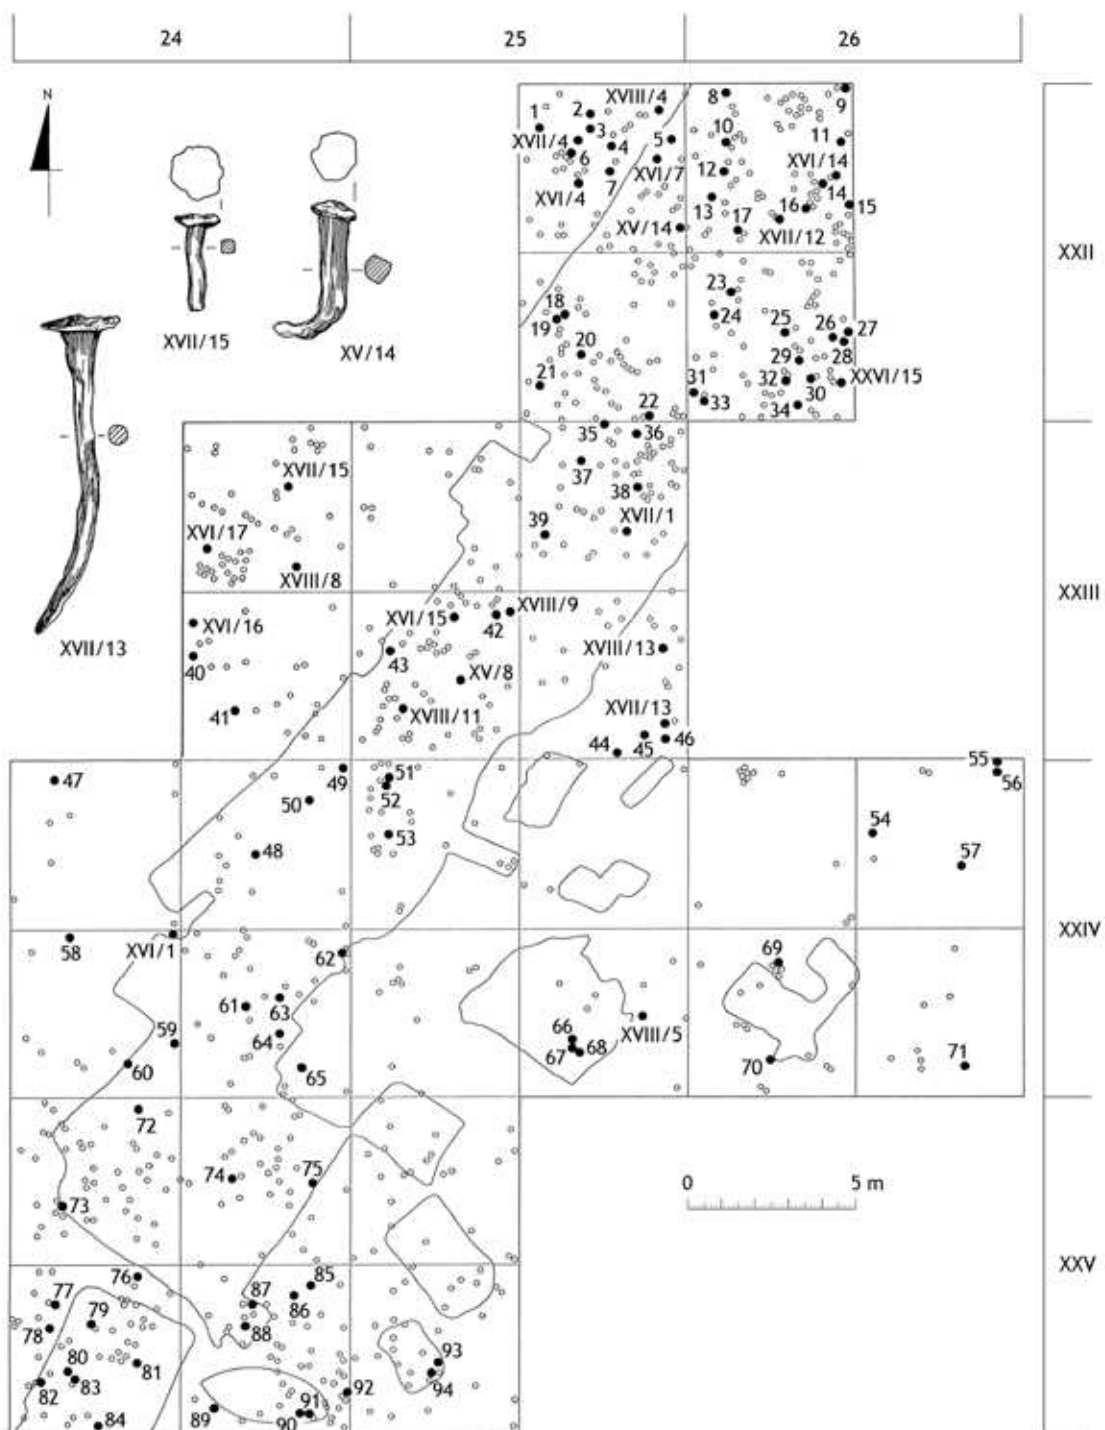 24 25 26
N
XVIII/4 8 9
1 2 3 10 11
XVII/4 4 5
6 XVI/7 12 XVI/14
7 14
XVI/4 13 16 15
XV/14 17 XVII/12
XXII
23
18 24 25 26 27
19 20 29 28
21 31 32 30 XXVI/15
22 33 34
XVII/15 XV/14
35 36
XVII/15 37
38
XVI/17 39 XVII/1
XVIII/8
XXIII
XVI/15 XVIII/9
XVI/16 42
40 43 XVIII/13
XV/8
41 XVIII/11 XVII/13
44 45 46
XVII/13
47 49 51 55
50 52 56
53 54
48 57
XXIV
58 XVI/1 62 69
61 63
59 64 66 XVIII/5
60 65 67 68 70 71
72
74 75 0 5 m
73
XXV
76 85
77 79 87 86
78 88
80 81 93
82 83 94
92
84 89 90 91